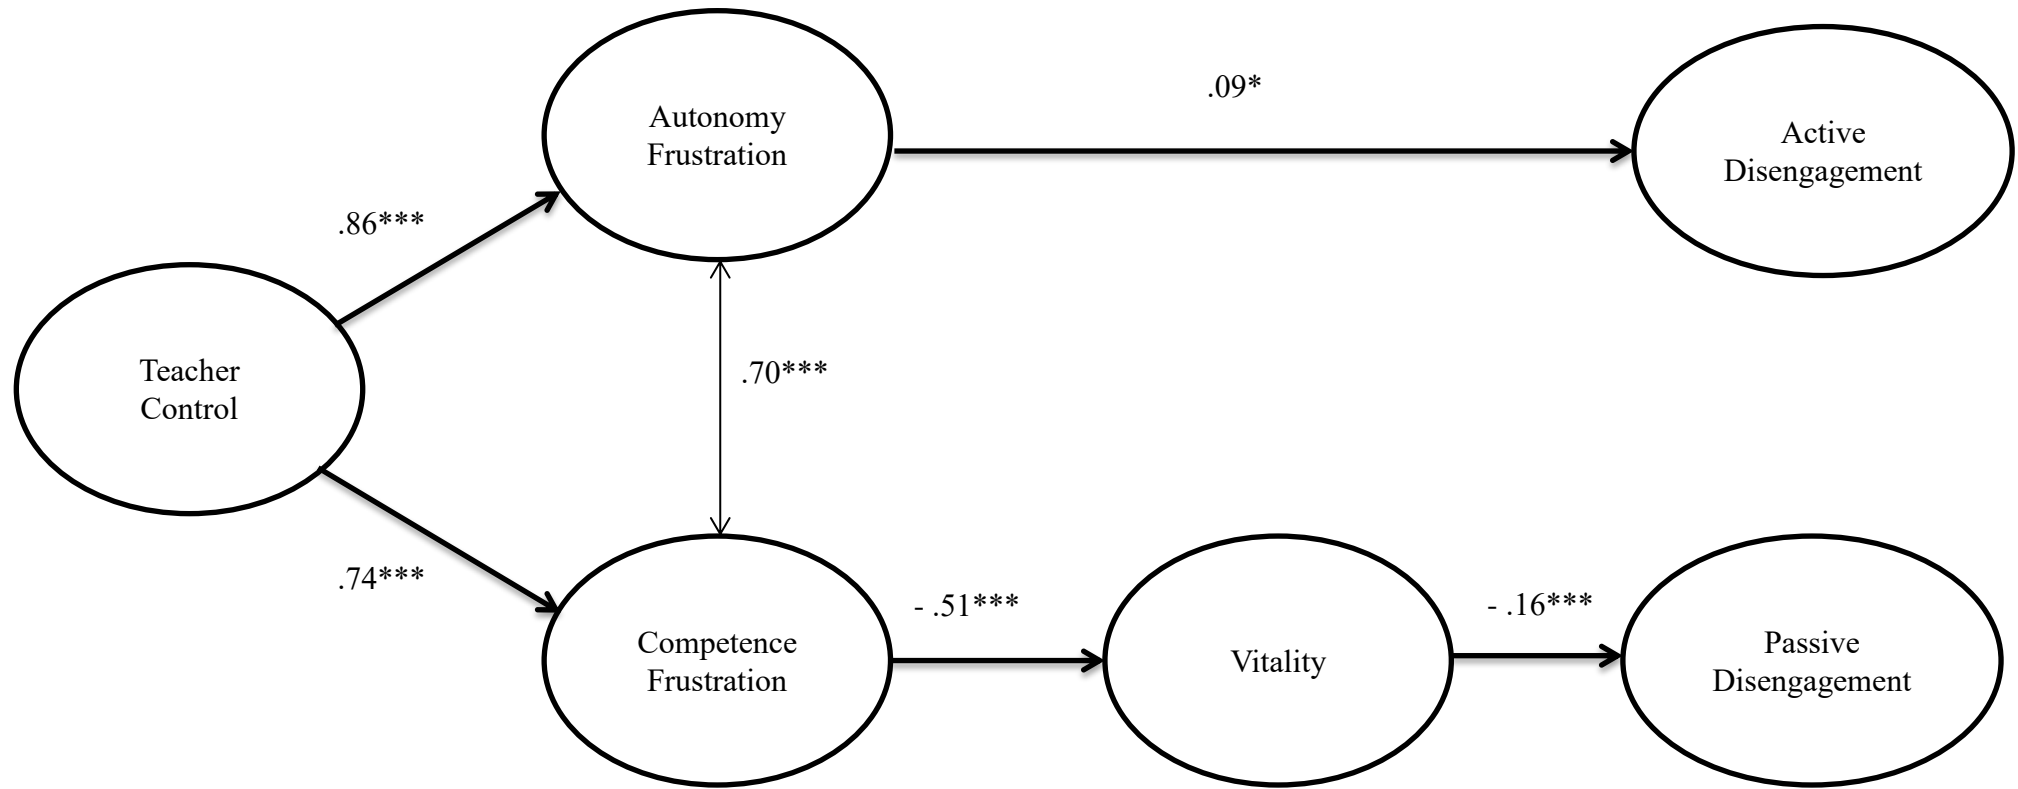 Autonomy
Frustration
.09*
Active
Disengagement
.86***
Teacher
Control
.70***
.74***
Competence
Frustration
- .51***
Vitality
- .16***
Passive
Disengagement